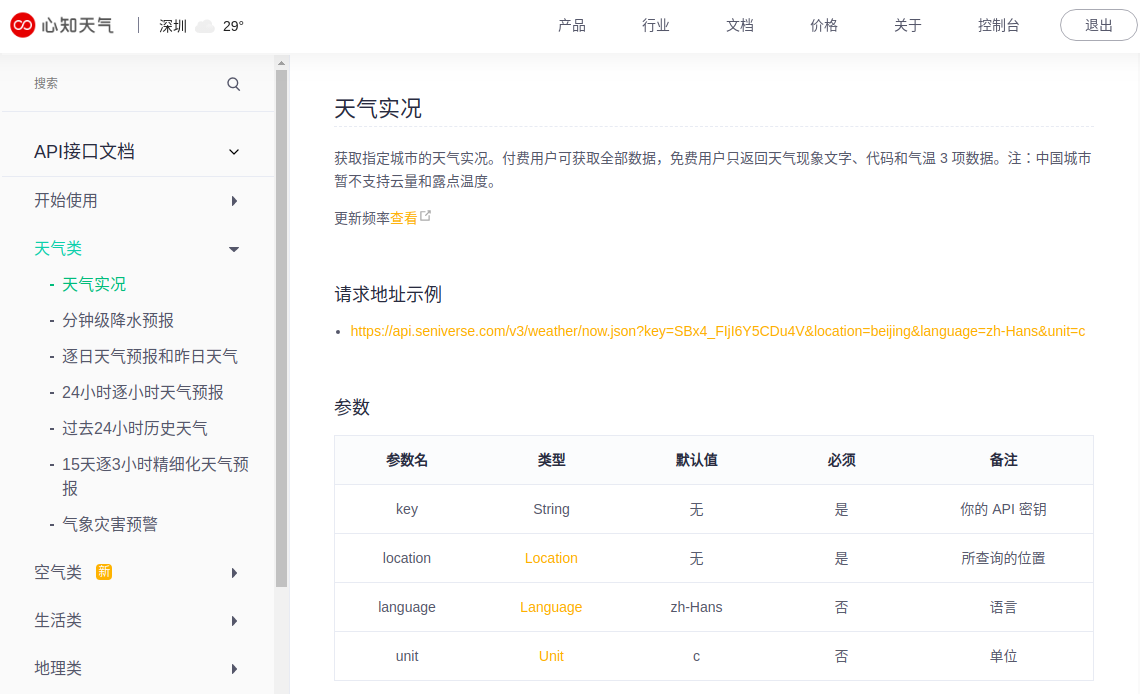 心知天气 深圳 29° 产品 行业 文档 价格 关于 控制台 退出
搜索
API接口文档
开始使用
天气类
- 天气实况
- 分钟级降水预报
- 逐日天气预报和昨日天气
- 24小时逐小时天气预报
- 过去24小时历史天气
- 15天逐3小时精细化天气预
报
- 气象灾害预警
空气类 新
生活类
地理类
天气实况
获取指定城市的天气实况。付费用户可获取全部数据，免费用户只返回天气现象文字、代码和气温 3 项数据。注：中国城市
暂不支持云量和露点温度。
更新频率查看
请求地址示例
• https://api.seniverse.com/v3/weather/now.json?key=SBx4_FIjI6Y5CDu4V&location=beijing&language=zh-Hans&unit=c
参数
参数名 类型 默认值 必须 备注
key String 无 是 你的 API 密钥
location Location 无 是 所查询的位置
language Language zh-Hans 否 语言
unit Unit c 否 单位